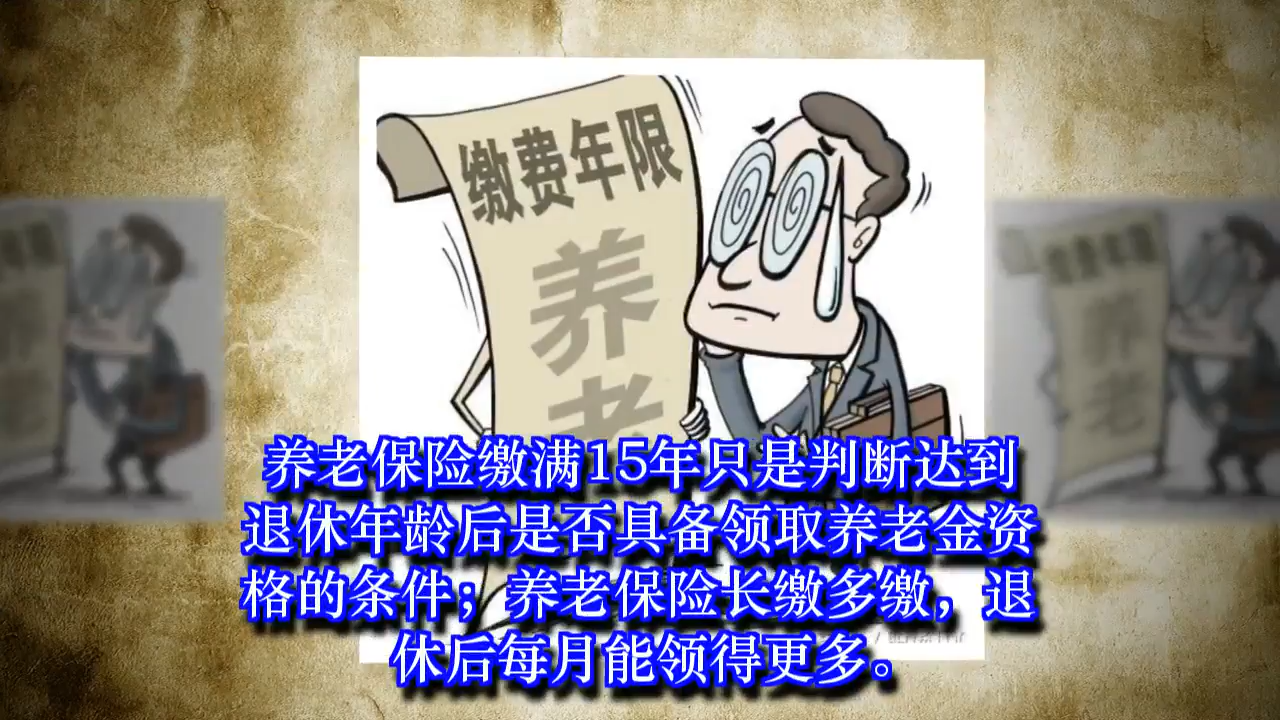 缴费年限
养
老
养老保险缴满15年只是判断达到
退休年龄后是否具备领取养老金资
格的条件；养老保险长缴多缴，退
休后每月能领得更多。